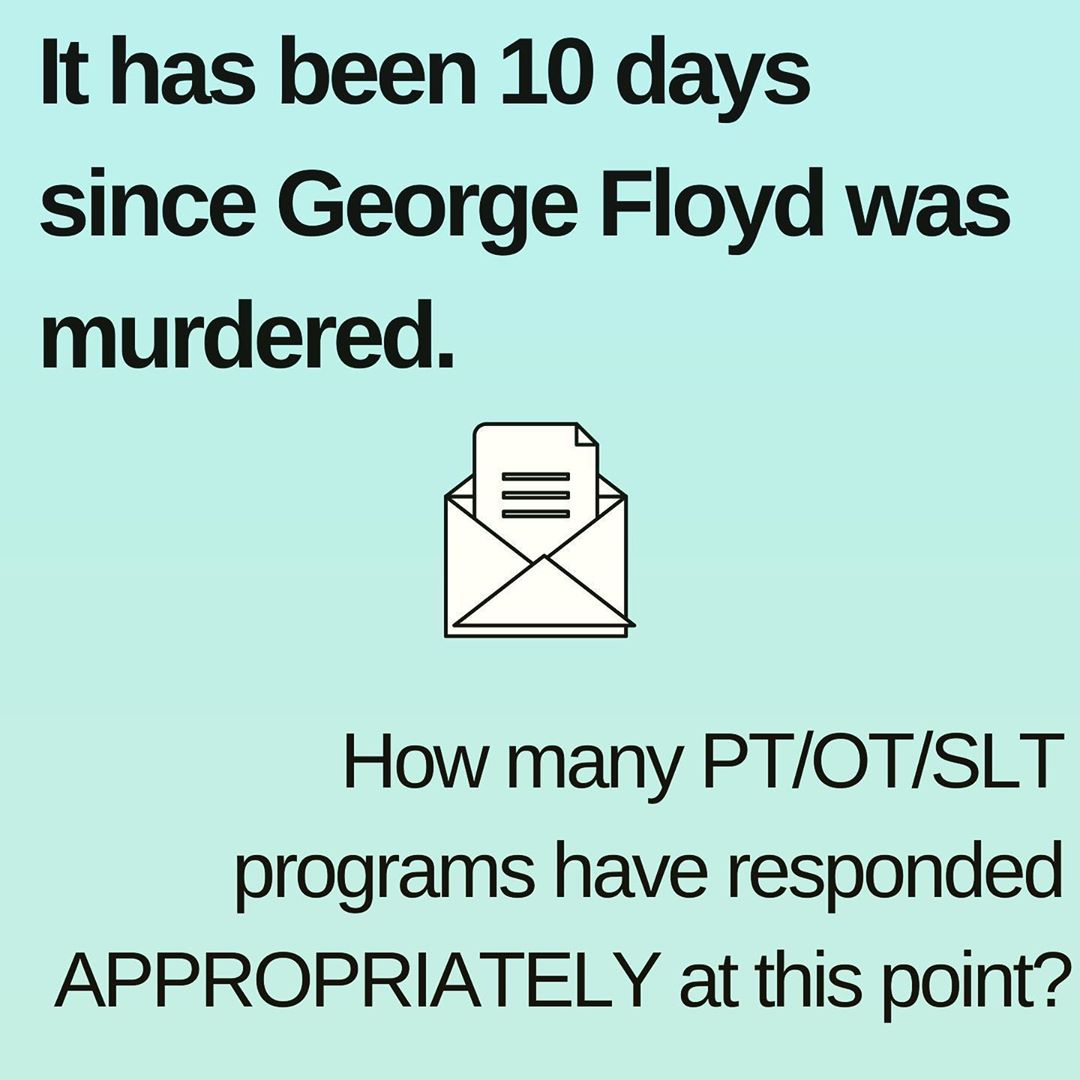 It has been 10 days
since George Floyd was
murdered.
How many PT/OT/SLT
programs have responded
APPROPRIATELY at this point?